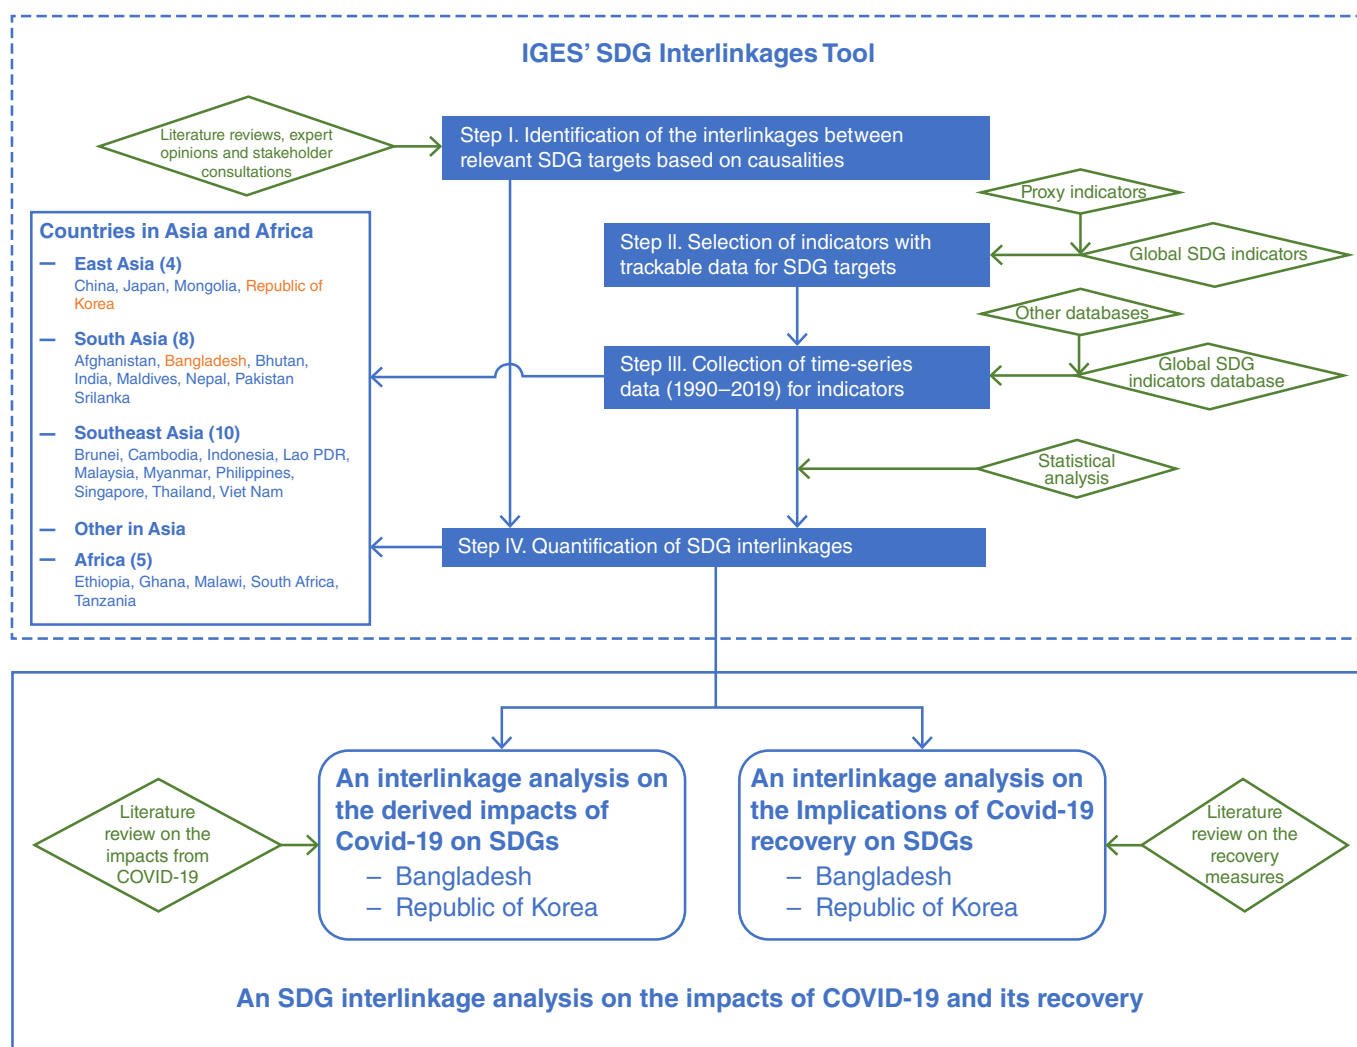 IGES’ SDG Interlinkages Tool
Literature reviews, expert
opinions and stakeholder
consultations
Step I. Identification of the interlinkages between
relevant SDG targets based on causalities
Proxy indicators
Global SDG indicators
Step II. Selection of indicators with
trackable data for SDG targets
Other databases
Global SDG
indicators database
Step III. Collection of time-series
data (1990–2019) for indicators
Statistical
analysis
Step IV. Quantification of SDG interlinkages
Countries in Asia and Africa
— East Asia (4)
China, Japan, Mongolia, Republic of
Korea
— South Asia (8)
Afghanistan, Bangladesh, Bhutan,
India, Maldives, Nepal, Pakistan
Srilanka
— Southeast Asia (10)
Brunei, Cambodia, Indonesia, Lao PDR,
Malaysia, Myanmar, Philippines,
Singapore, Thailand, Viet Nam
— Other in Asia
— Africa (5)
Ethiopia, Ghana, Malawi, South Africa,
Tanzania
Literature
review on the
impacts from
COVID-19
An interlinkage analysis on
the derived impacts of
Covid-19 on SDGs
– Bangladesh
– Republic of Korea
An interlinkage analysis on
the Implications of Covid-19
recovery on SDGs
– Bangladesh
– Republic of Korea
Literature
review on the
recovery
measures
An SDG interlinkage analysis on the impacts of COVID-19 and its recovery